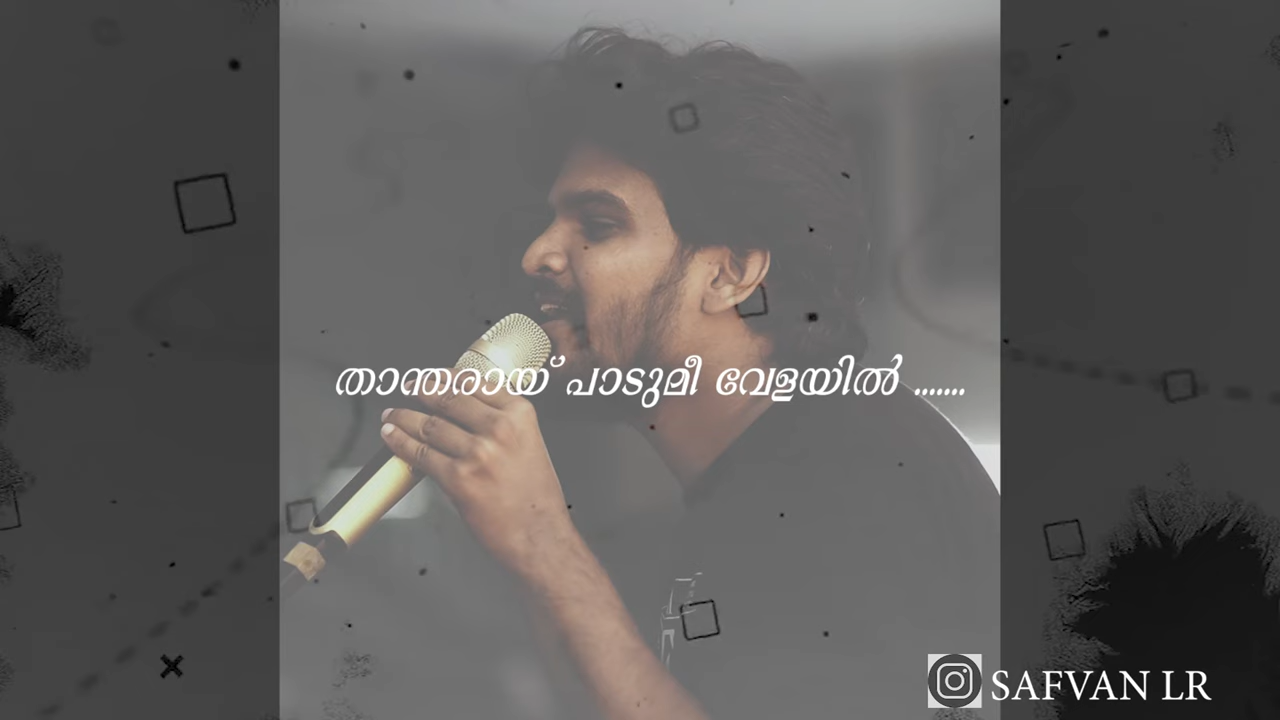 താന്തരായ് പാടുമീ വേളയിൽ .......
SAFVAN LR